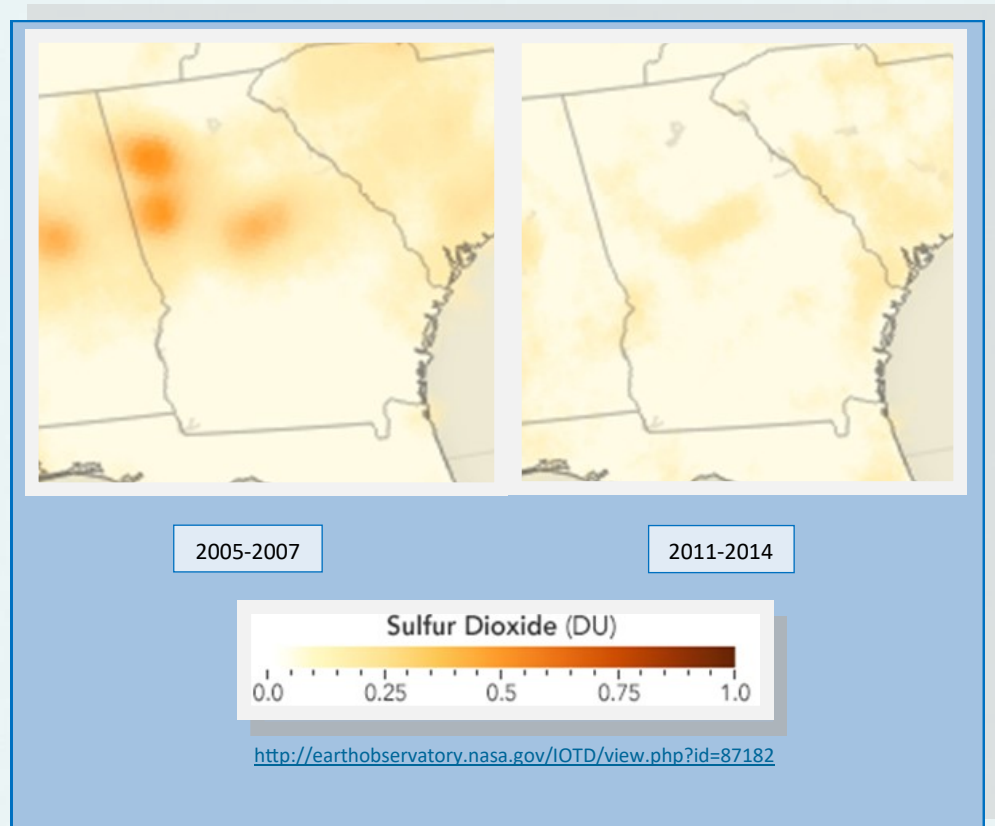 2005-2007
2011-2014
Sulfur Dioxide (DU)
0.0 0.25 0.5 0.75 1.0
http://earthobservatory.nasa.gov/IOTD/view.php?id=87182